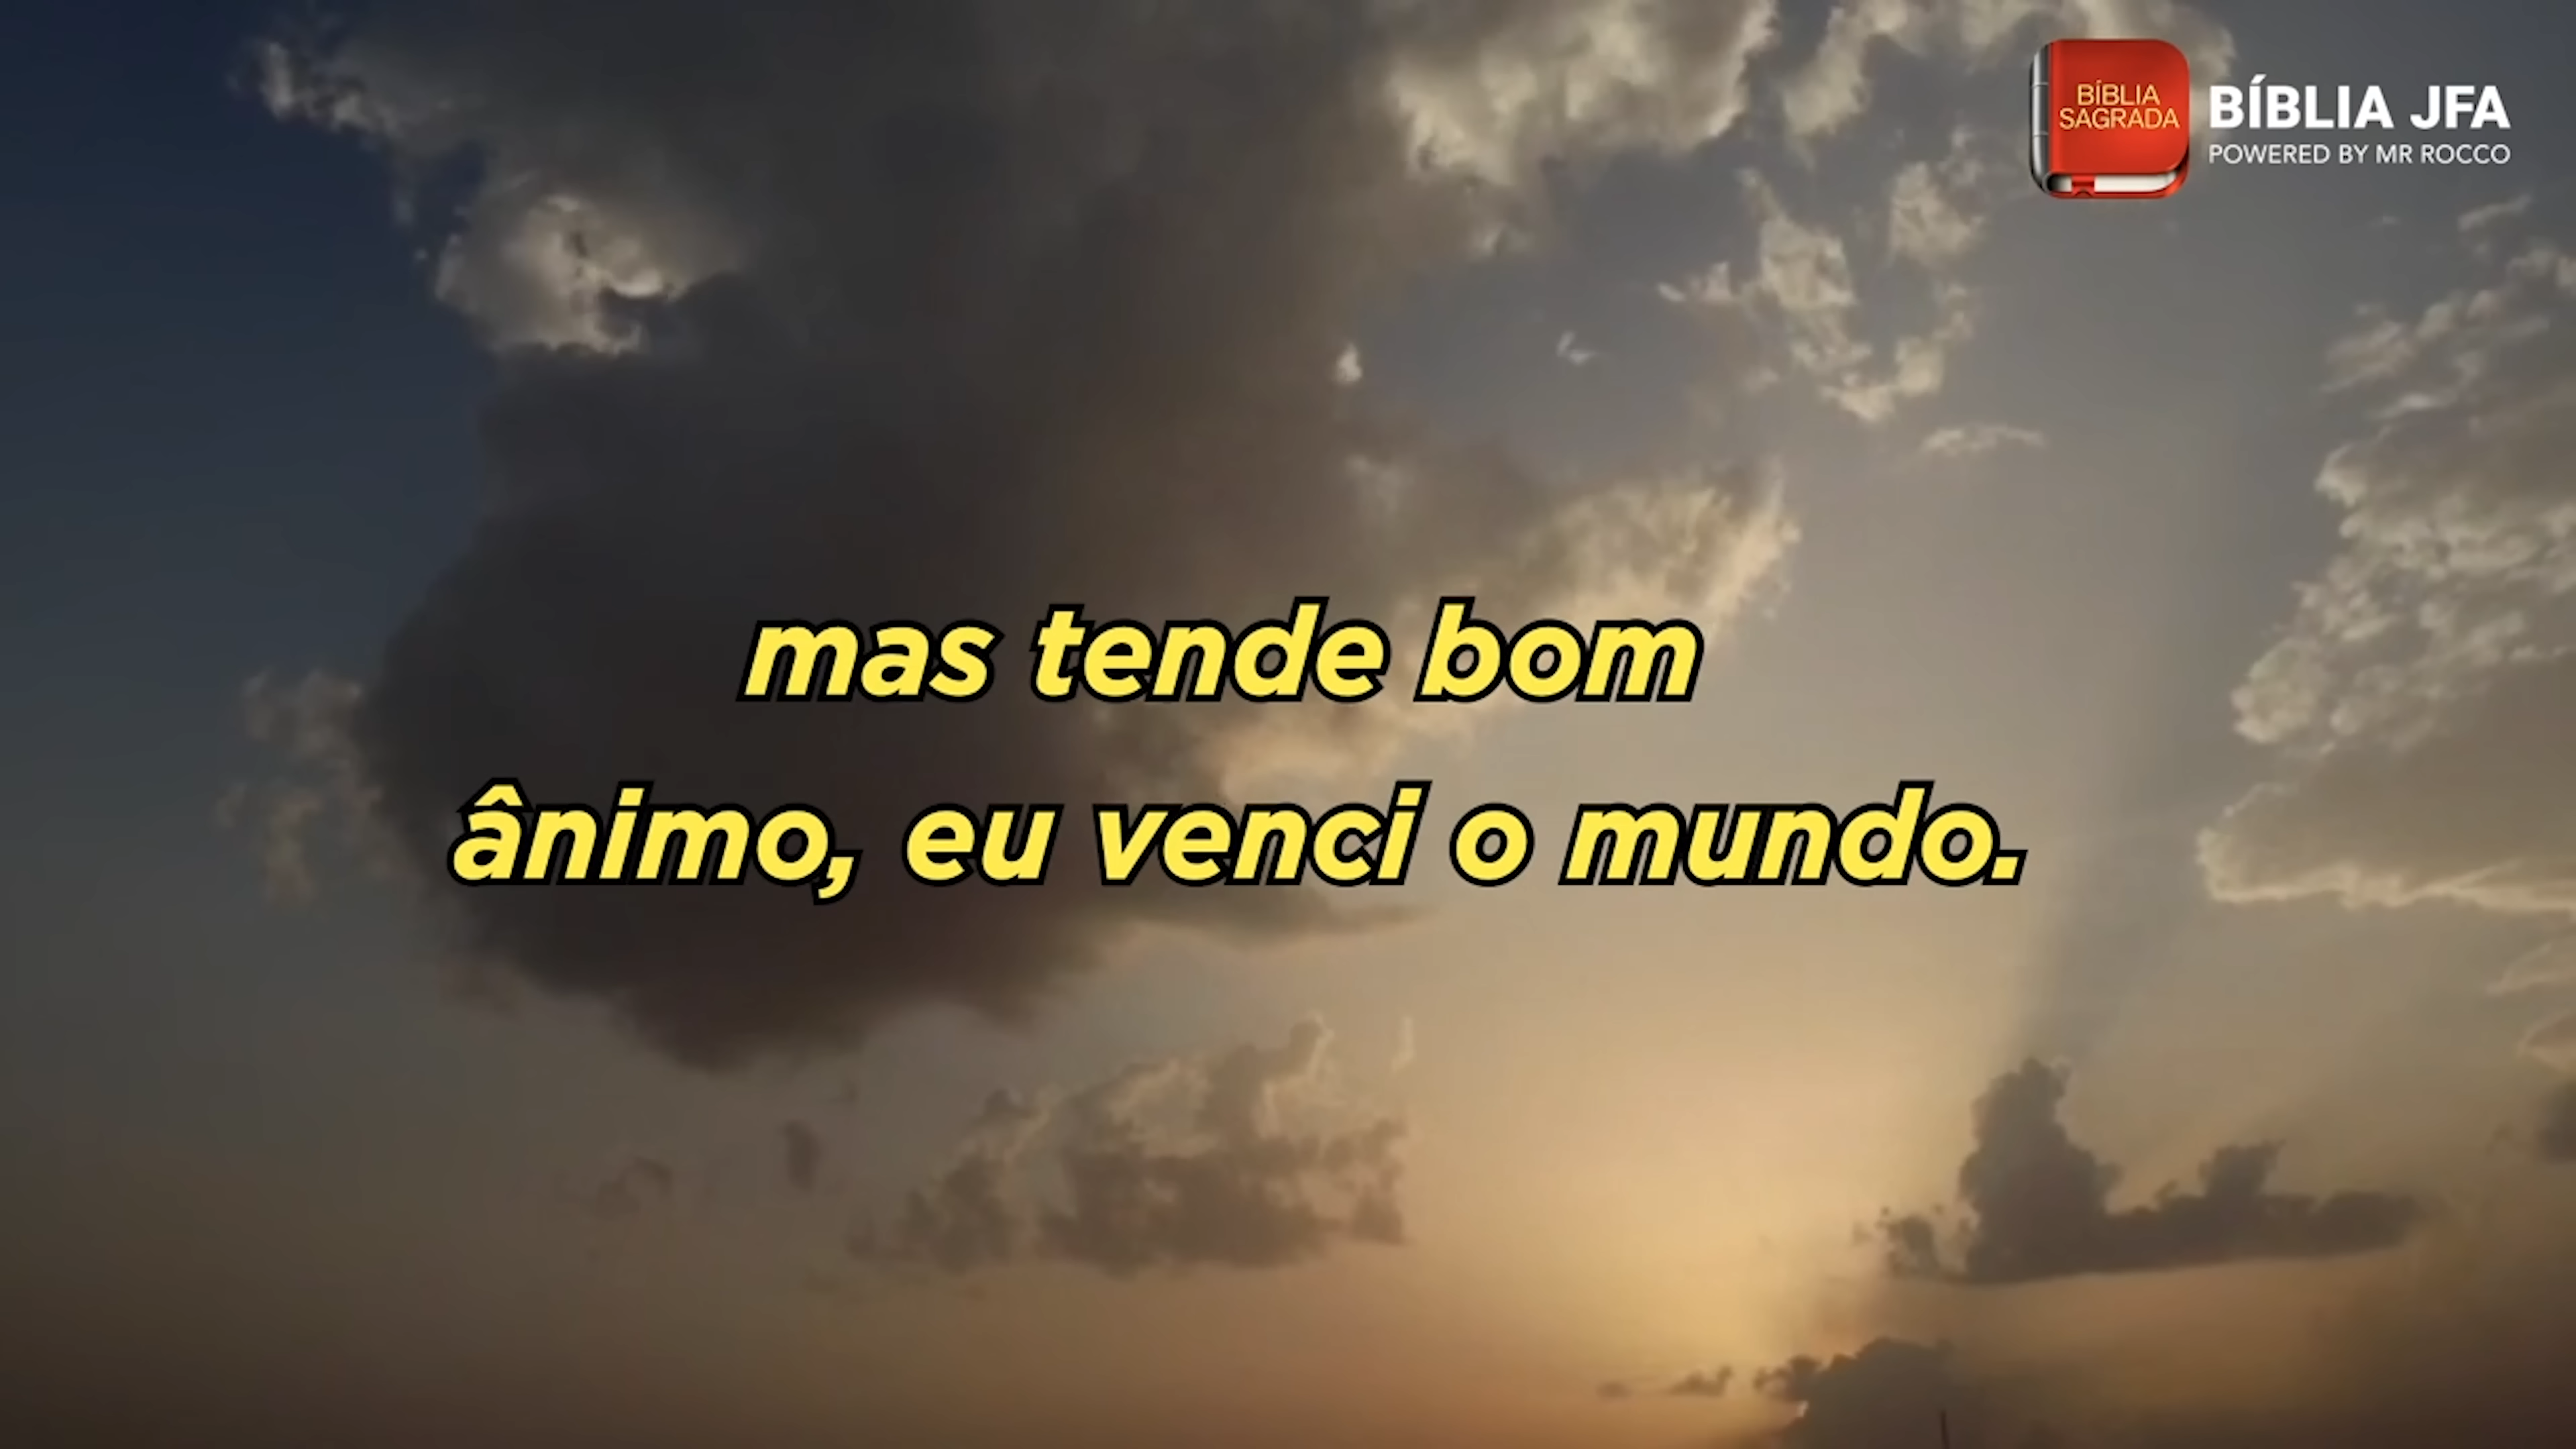 BÍBLIA
SAGRADA
BÍBLIA JFA
POWERED BY MR ROCCO
mas tende bom
ânimo, eu venci o mundo.